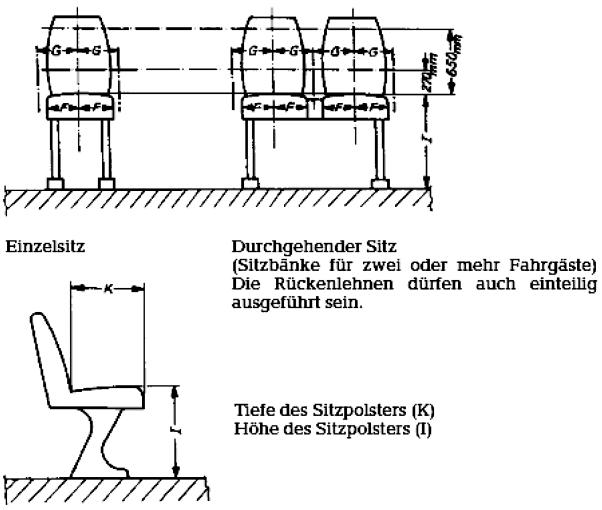 G G G G G G
270 mm
650 mm
F F F F F F
I
Einzelsitz
Durchgehender Sitz
(Sitzbänke für zwei oder mehr Fahrgäste)
Die Rückenlehnen dürfen auch einteilig
ausgeführt sein.
K
I
Tiefe des Sitzpolsters (K)
Höhe des Sitzpolsters (I)